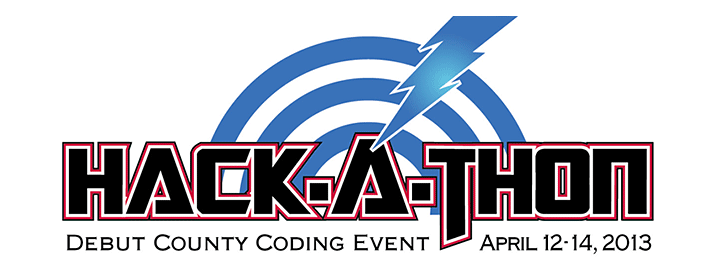 HACK·A·THON
DEBUT COUNTY CODING EVENT APRIL 12-14, 2013